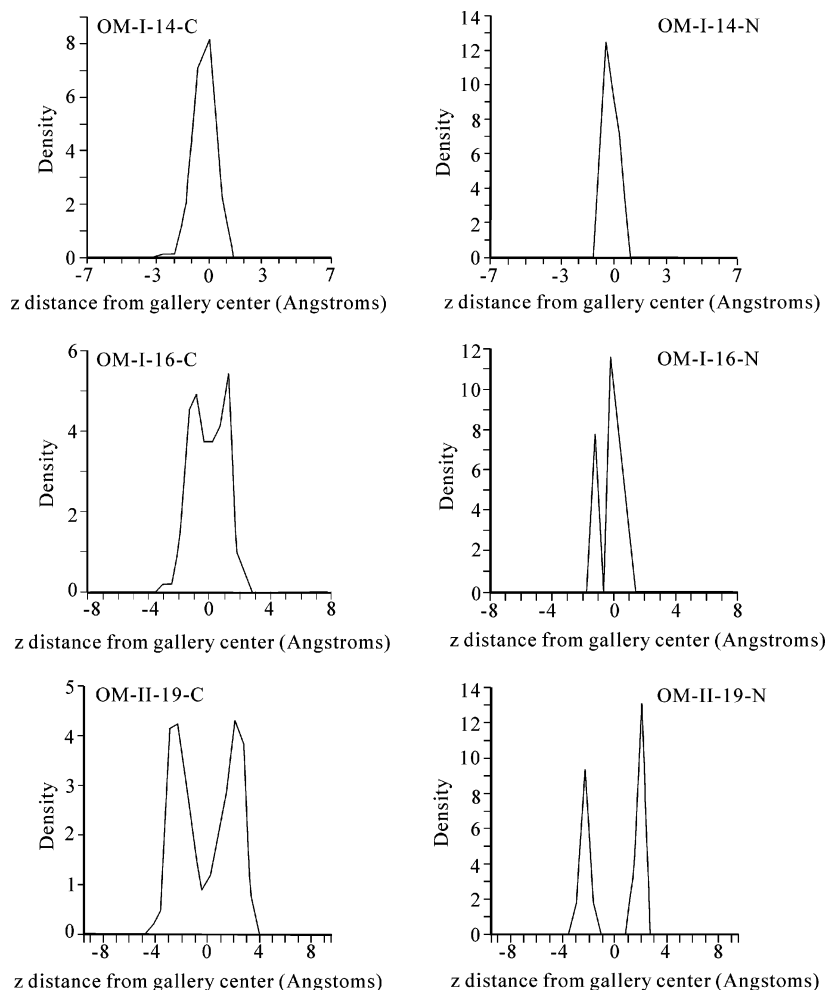 OM-I-14-C
8
6
4
2
0
Density
-7 -3 0 3 7
z distance from gallery center (Angstroms)
OM-I-14-N
14
12
10
8
6
4
2
0
Density
-7 -3 0 3 7
z distance from gallery center (Angstroms)
OM-I-16-C
6
4
2
0
Density
-8 -4 0 4 8
z distance from gallery center (Angstroms)
OM-I-16-N
12
10
8
6
4
2
0
Density
-8 -4 0 4 8
z distance from gallery center (Angstroms)
OM-II-19-C
5
4
3
2
1
0
Density
-8 -4 0 4 8
z distance from gallery center (Angstoms)
OM-II-19-N
14
12
10
8
6
4
2
0
Density
-8 -4 0 4 8
z distance from gallery center (Angstroms)